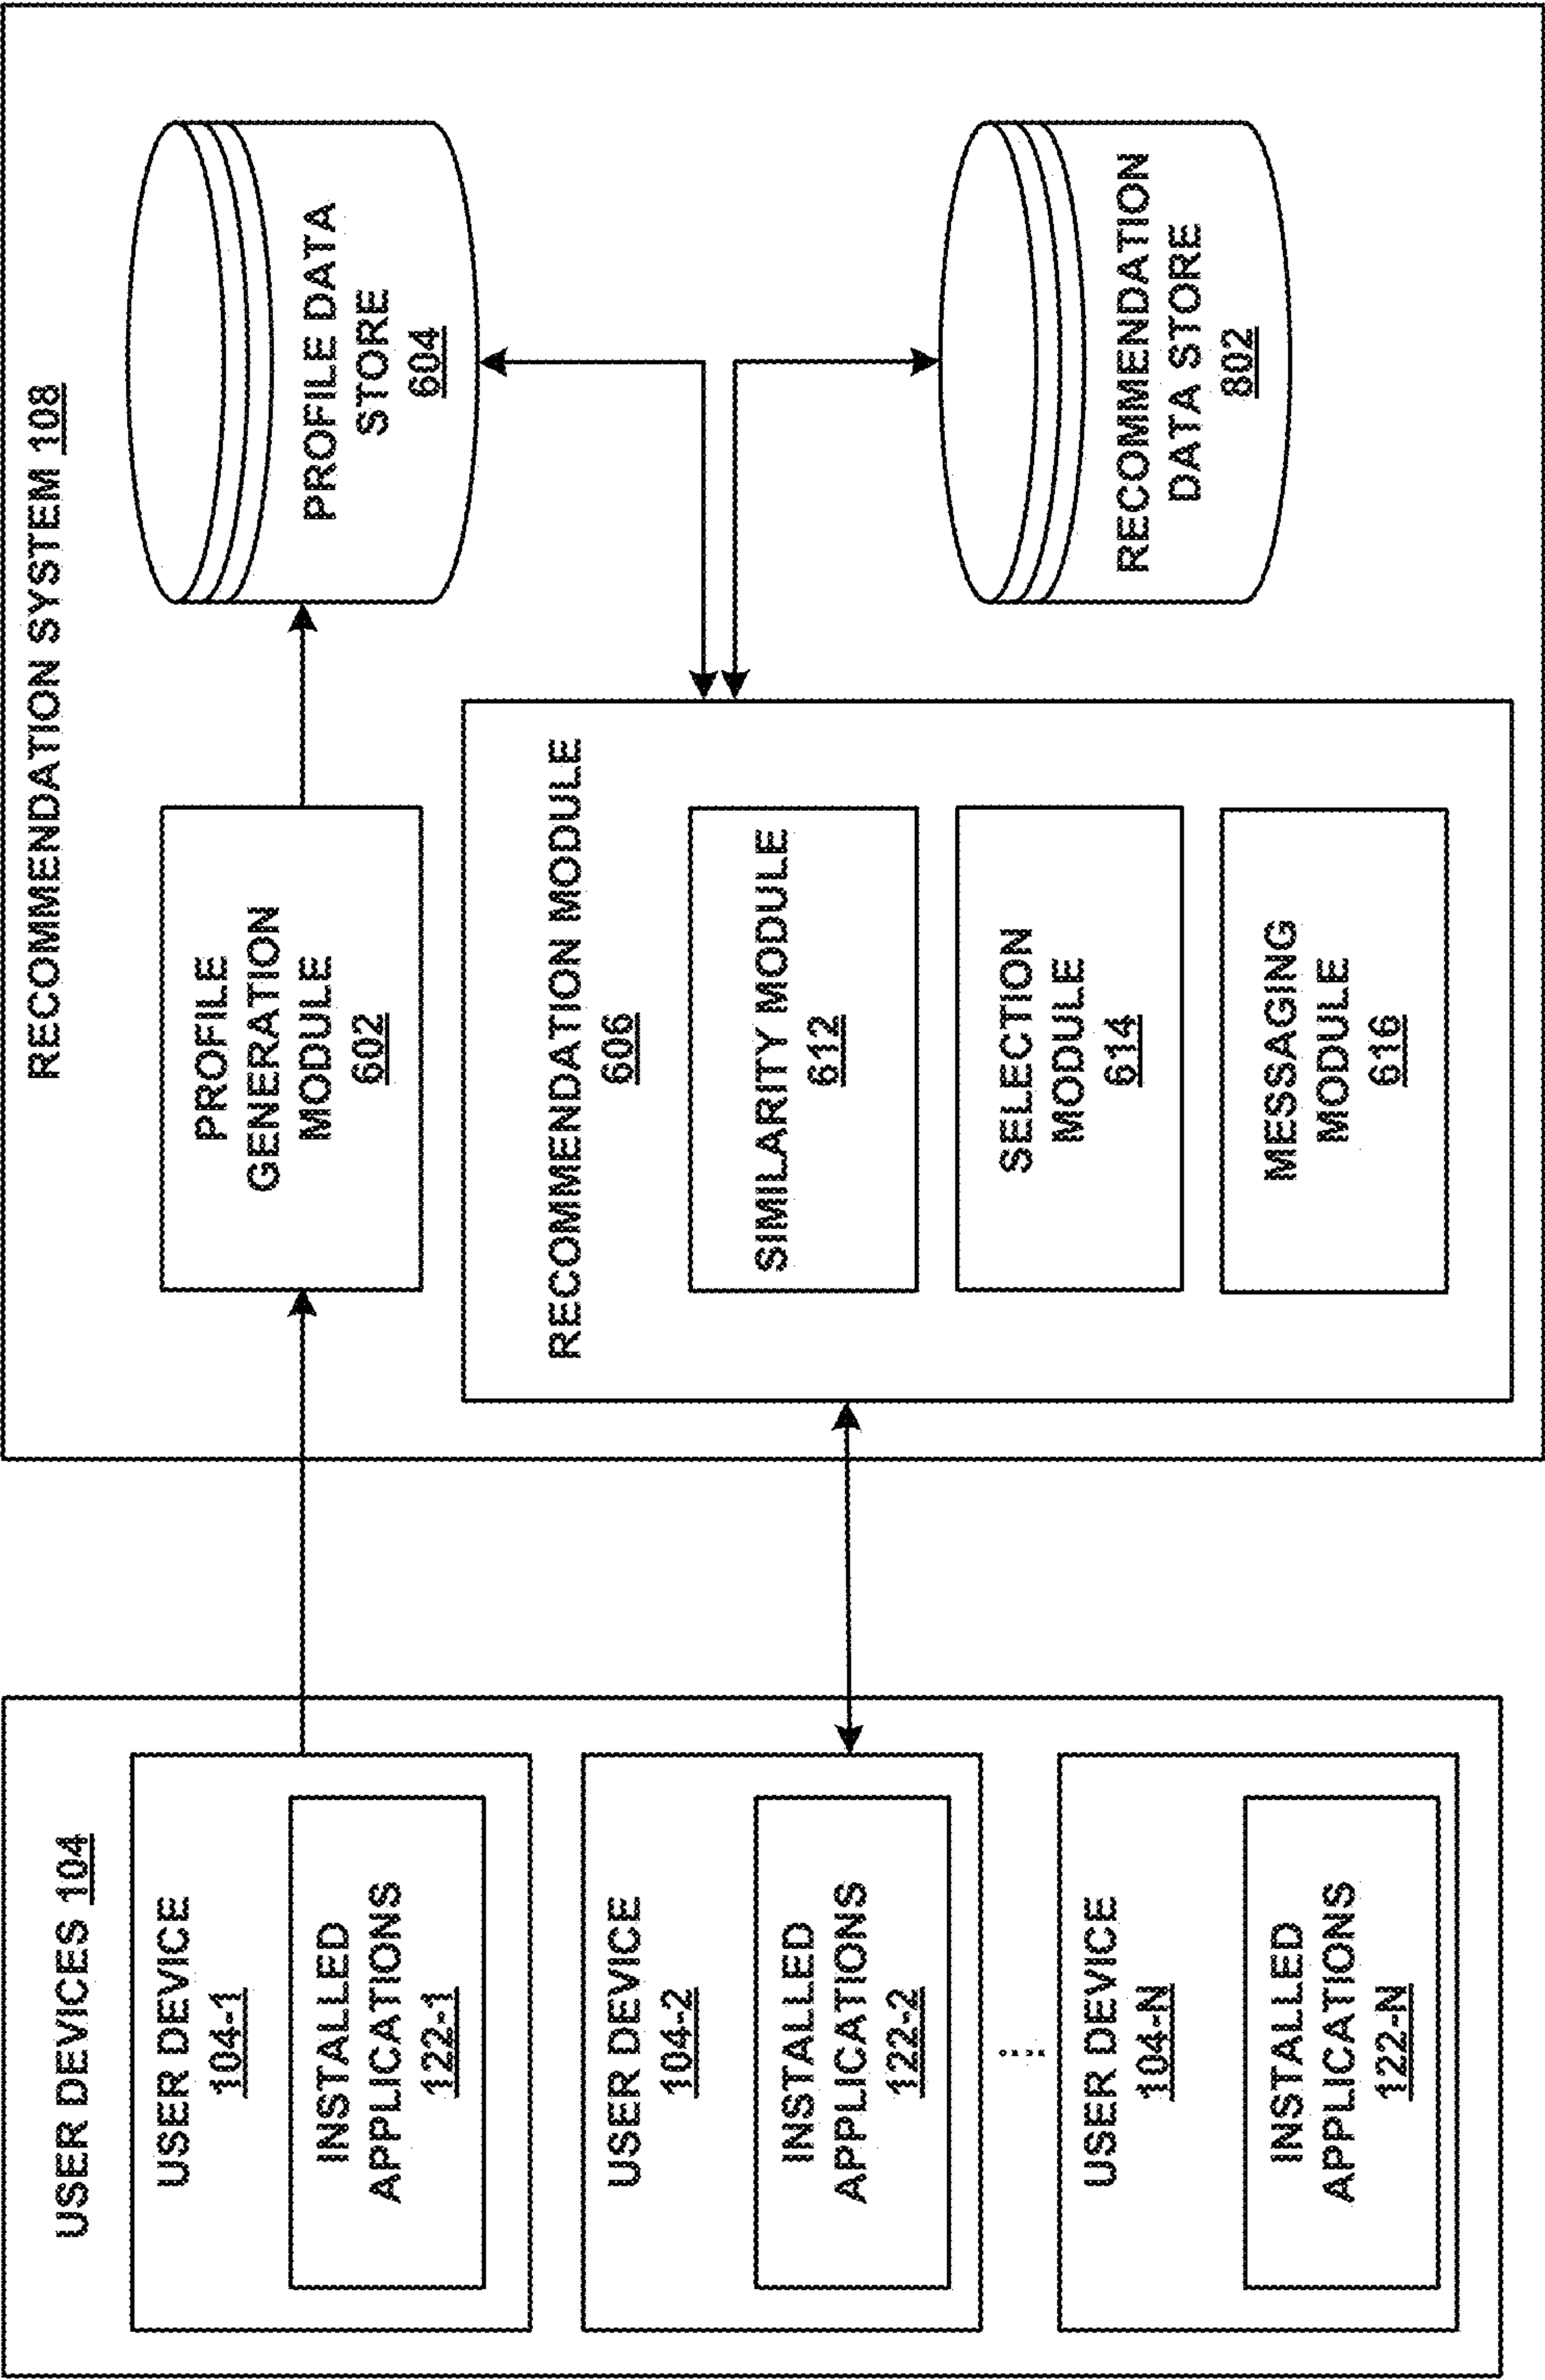 USER DEVICES 104
USER DEVICE
104-1
INSTALLED
APPLICATIONS
122-1
USER DEVICE
104-2
INSTALLED
APPLICATIONS
122-2
....
USER DEVICE
104-N
INSTALLED
APPLICATIONS
122-N
RECOMMENDATION SYSTEM 108
PROFILE
GENERATION
MODULE
602
PROFILE DATA
STORE
604
RECOMMENDATION MODULE
606
SIMILARITY MODULE
612
SELECTION
MODULE
614
MESSAGING
MODULE
616
RECOMMENDATION
DATA STORE
802